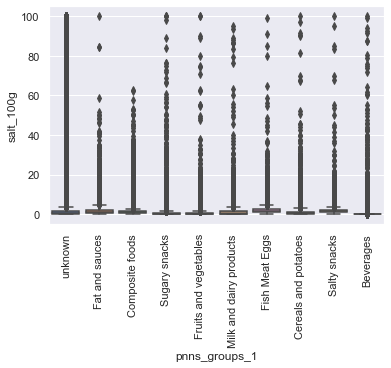 100
80
60
40
20
0
salt_100g
unknown
Fat and sauces
Composite foods
Sugary snacks
Fruits and vegetables
Milk and dairy products
Fish Meat Eggs
Cereals and potatoes
Salty snacks
Beverages
pnns_groups_1